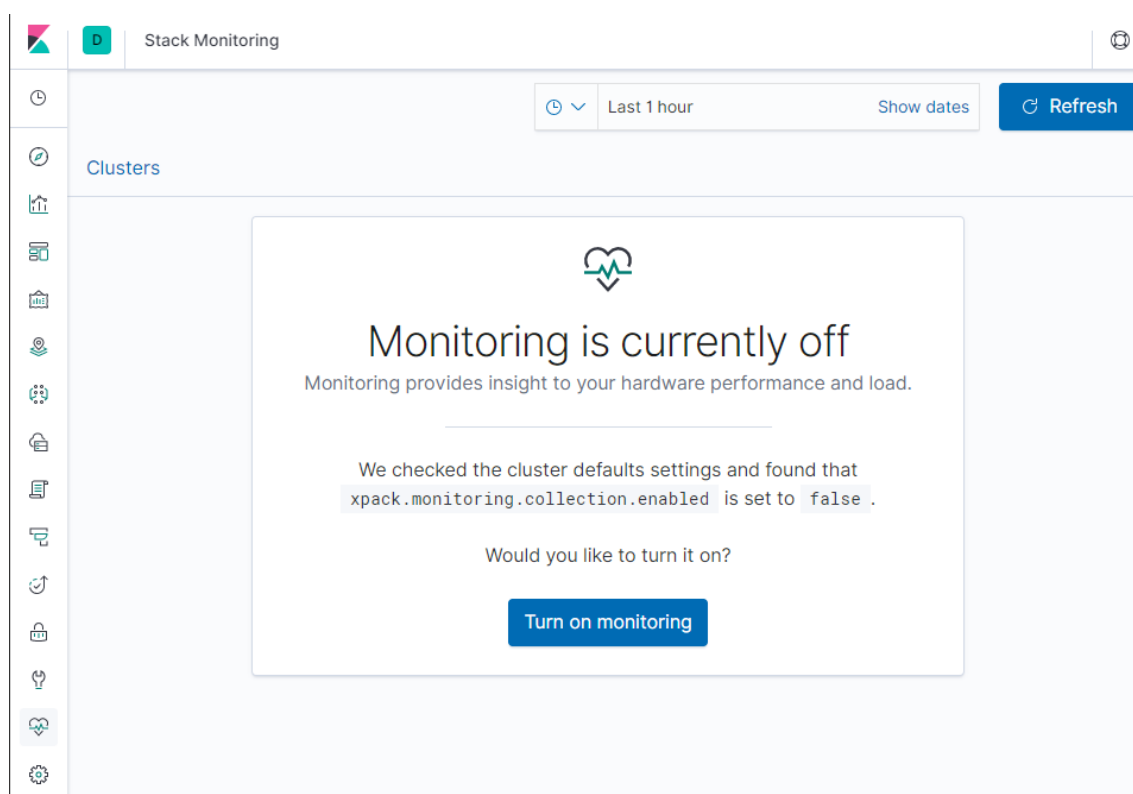 D
Stack Monitoring
Last 1 hour
Show dates
Refresh
Clusters
Monitoring is currently off
Monitoring provides insight to your hardware performance and load.
We checked the cluster defaults settings and found that
xpack.monitoring.collection.enabled is set to false .
Would you like to turn it on?
Turn on monitoring